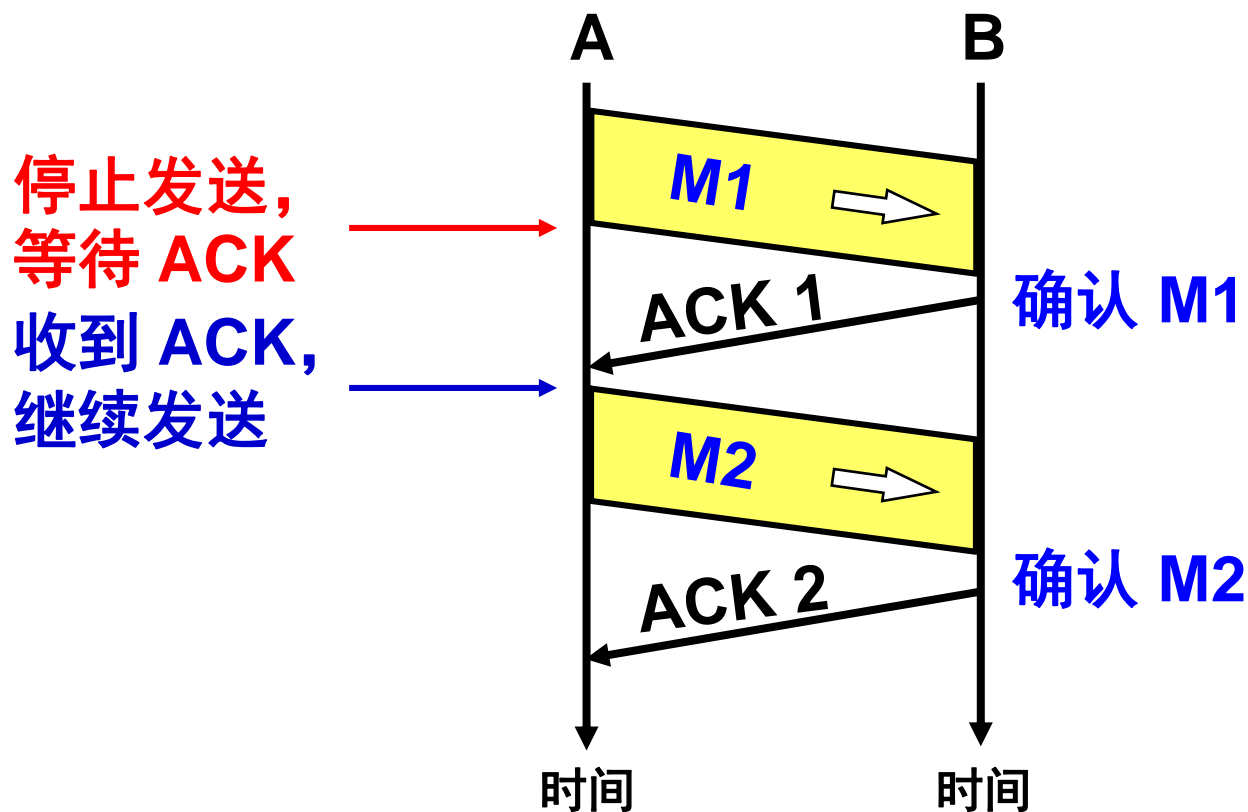 A
B
停止发送,
等待 ACK
收到 ACK,
继续发送
M1
ACK 1
确认 M1
M2
ACK 2
确认 M2
时间
时间